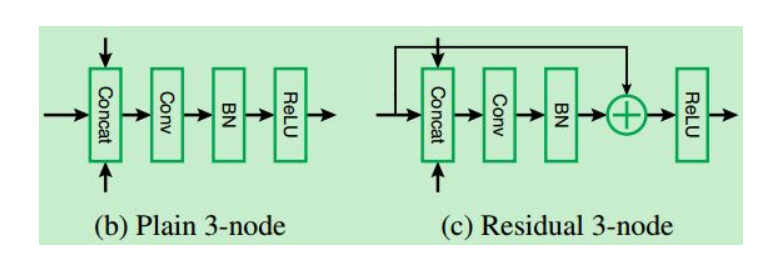 Concat
Conv
BN
ReLU
(b) Plain 3-node
Concat
Conv
BN
ReLU
(c) Residual 3-node